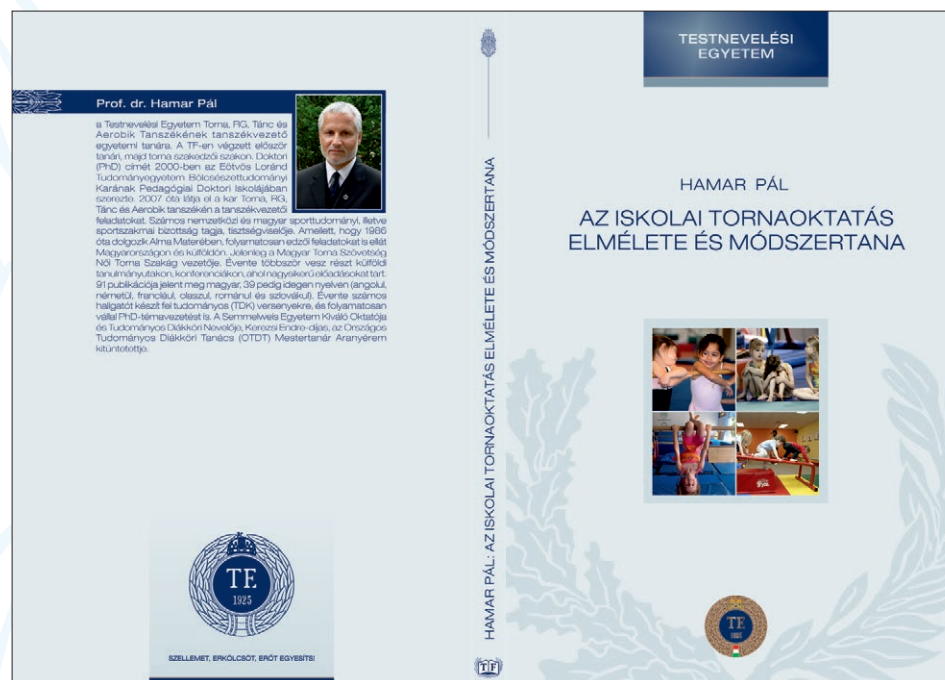 Prof. dr. Hamar Pál
a Testnevelési Egyetem Torna, RG, Tánc és
Aerobik Tanszékének tanszékvezető
egyetemi tanára. A TF-en végzett először
tanári, majd torna szakedzői szakon. Doktori
(PhD) címét 2000-ben az Eötvös Loránd
Tudományegyetem Bölcsészettudományi
Karának Pedagógiai Doktori Iskolájában
szerezte. 2007 óta látja el a kar Torna, RG,
Tánc és Aerobik tanszékén a tanszékvezetői
feladatokat. Számos nemzetközi és magyar sporttudományi, illetve
sportszakmai bizottság tagja, tisztségviselője. Amellett, hogy 1986
óta dolgozik Alma Materében, folyamatosan edzői feladatokat is ellát
Magyarországon és külföldön. Jelenleg a Magyar Torna Szövetség
Női Torna Szakág vezetője. Évente többször vesz részt külföldi
tanulmányutakon, konferenciákon, ahol nagysikerű előadásokat tart.
91 publikációja jelent meg magyar, 39 pedig idegen nyelven (angolul,
németül, franciául, olaszul, románul és szlovákul). Évente számos
hallgatót készít fel tudományos (TDK) versenyekre, és folyamatosan
vállal PhD-témavezetést is. A Semmelweis Egyetem Kiváló Oktatója
és Tudományos Diákköri Nevelője, Kerezsi Endre-díjas, az Országos
Tudományos Diákköri Tanács (OTDT) Mestertanár Aranyérem
kitüntetettje.
TE
1925
SZELLEMET, ERKÖLCSÖT, ERŐT EGYESÍTS!
HAMAR PÁL: AZ ISKOLAI TORNAOKTATÁS ELMÉLETE ÉS MÓDSZERTANA
TF
TESTNEVELÉSI
EGYETEM
HAMAR PÁL
AZ ISKOLAI TORNAOKTATÁS
ELMÉLETE ÉS MÓDSZERTANA
TE
1925